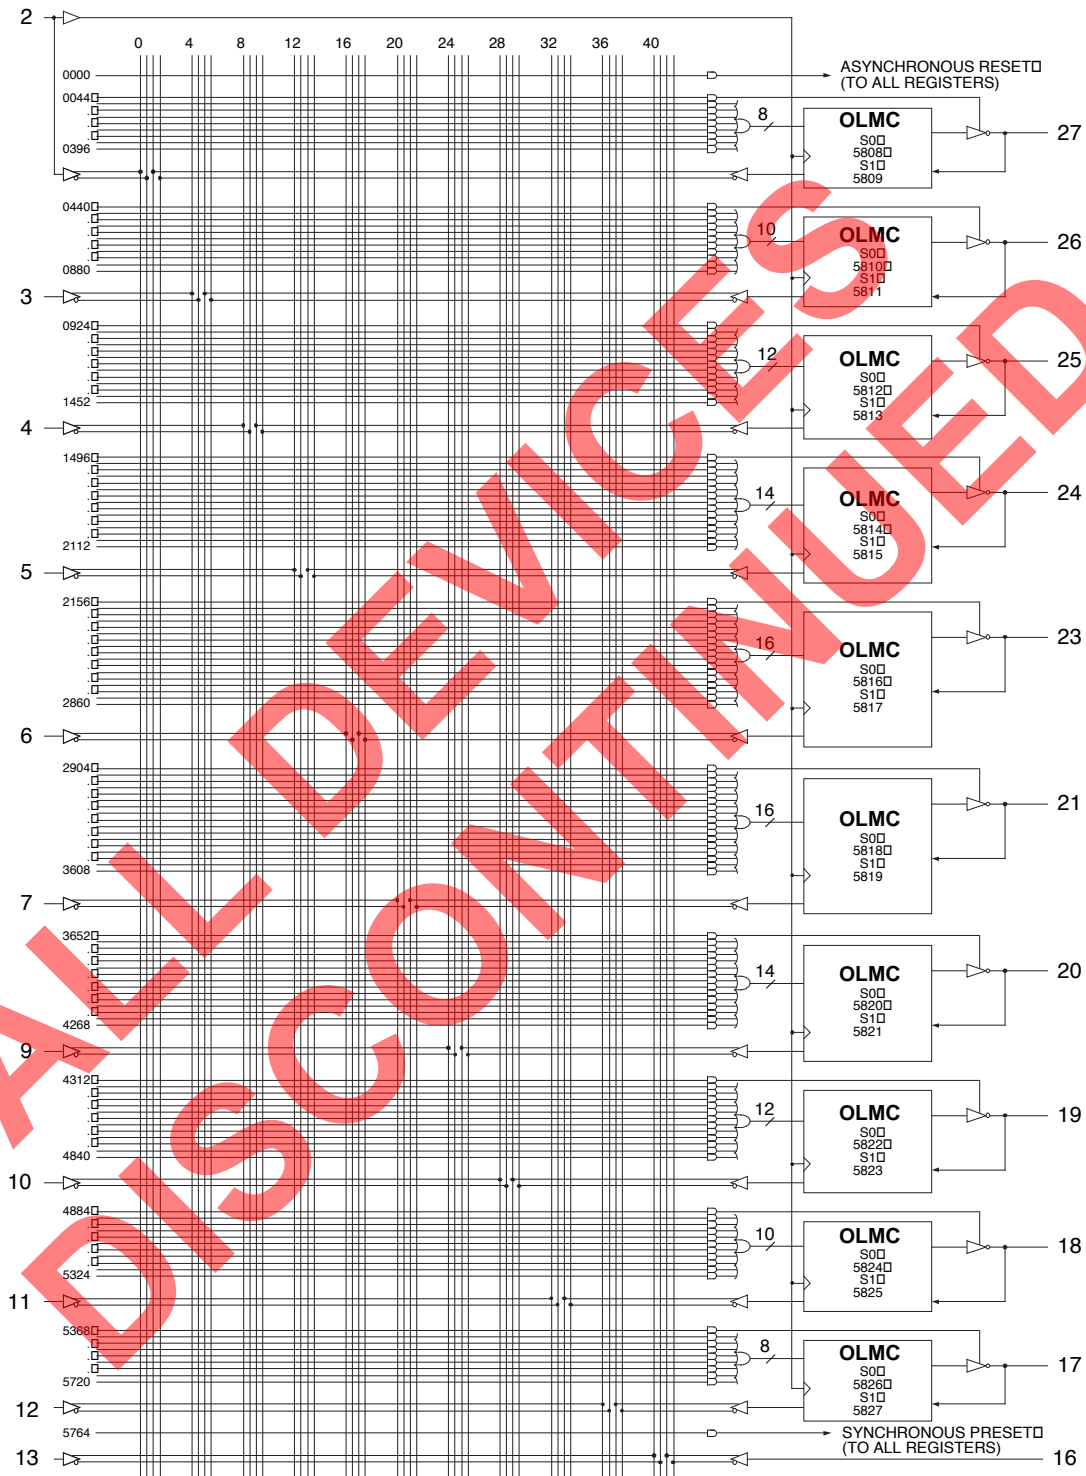 2
0 4 8 12 16 20 24 28 32 36 40
0000
ASYNCHRONOUS RESET
(TO ALL REGISTERS)
0044
8
OLMC
S0
5808
S1
5809
27
0396
0440
10
OLMC
S0
5810
S1
5811
26
0880
3
0924
12
OLMC
S0
5812
S1
5813
25
1452
4
1496
14
OLMC
S0
5814
S1
5815
24
2112
5
2156
16
OLMC
S0
5816
S1
5817
23
2860
6
2904
16
OLMC
S0
5818
S1
5819
21
3608
7
3652
14
OLMC
S0
5820
S1
5821
20
4268
9
4312
12
OLMC
S0
5822
S1
5823
19
4840
10
4884
10
OLMC
S0
5824
S1
5825
18
5324
11
5368
8
OLMC
S0
5826
S1
5827
17
5720
12
5764
SYNCHRONOUS PRESET
(TO ALL REGISTERS)
13
16
ALL DEVICES
DISCONTINUED